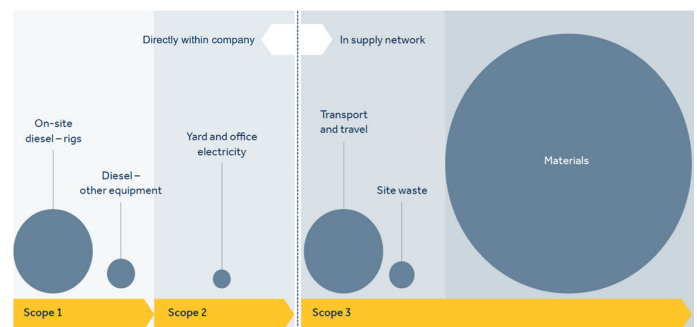 Directly within company
In supply network
On-site
diesel – rigs
Diesel –
other equipment
Yard and office
electricity
Transport
and travel
Site waste
Materials
Scope 1
Scope 2
Scope 3